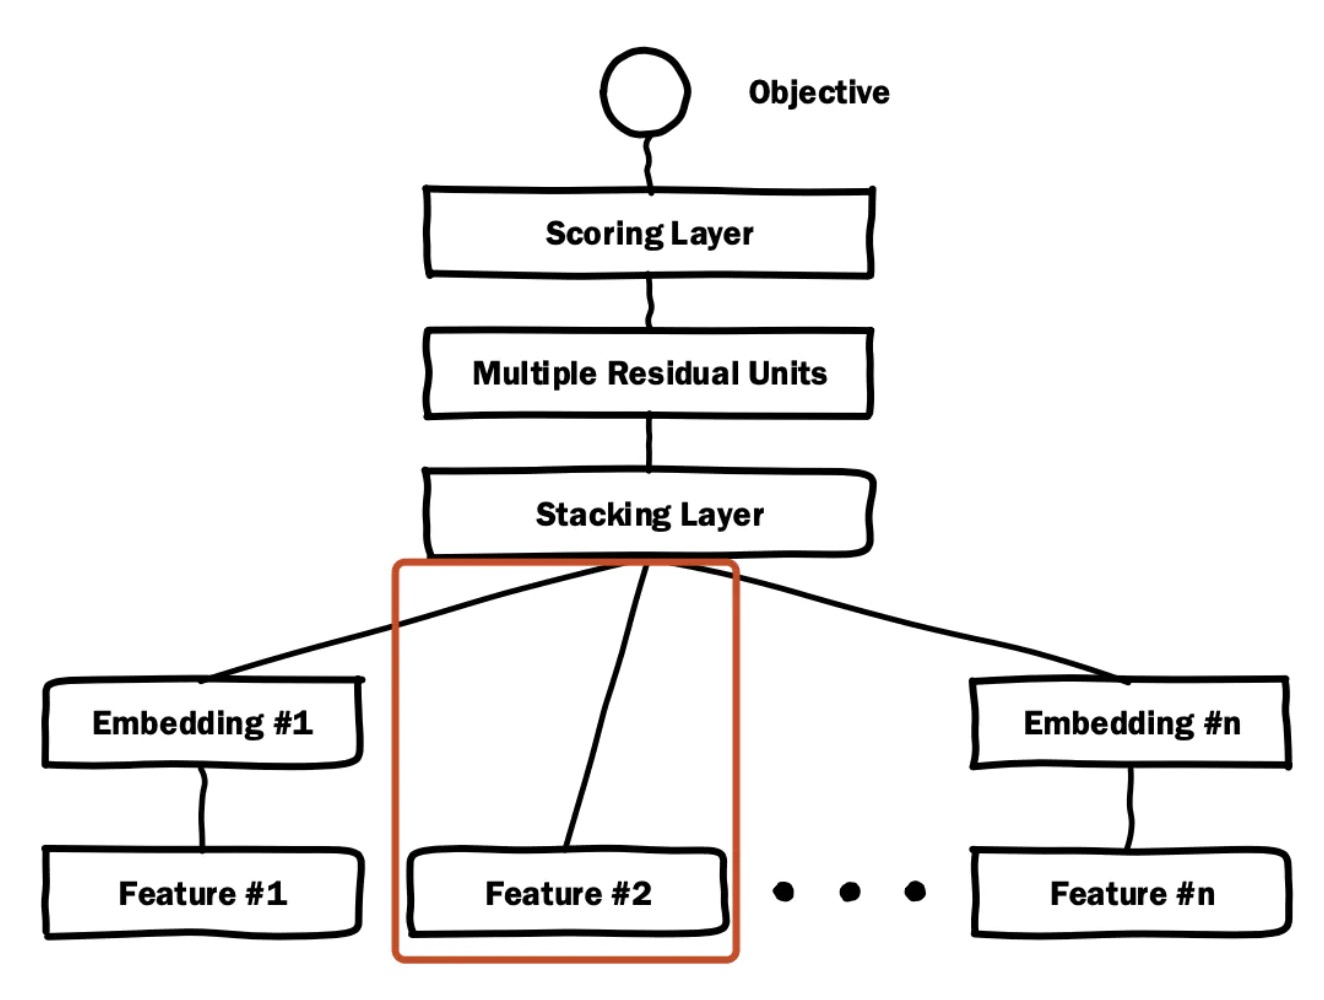 Objective
Scoring Layer
Multiple Residual Units
Stacking Layer
Embedding #1
Embedding #n
Feature #1
Feature #2
Feature #n